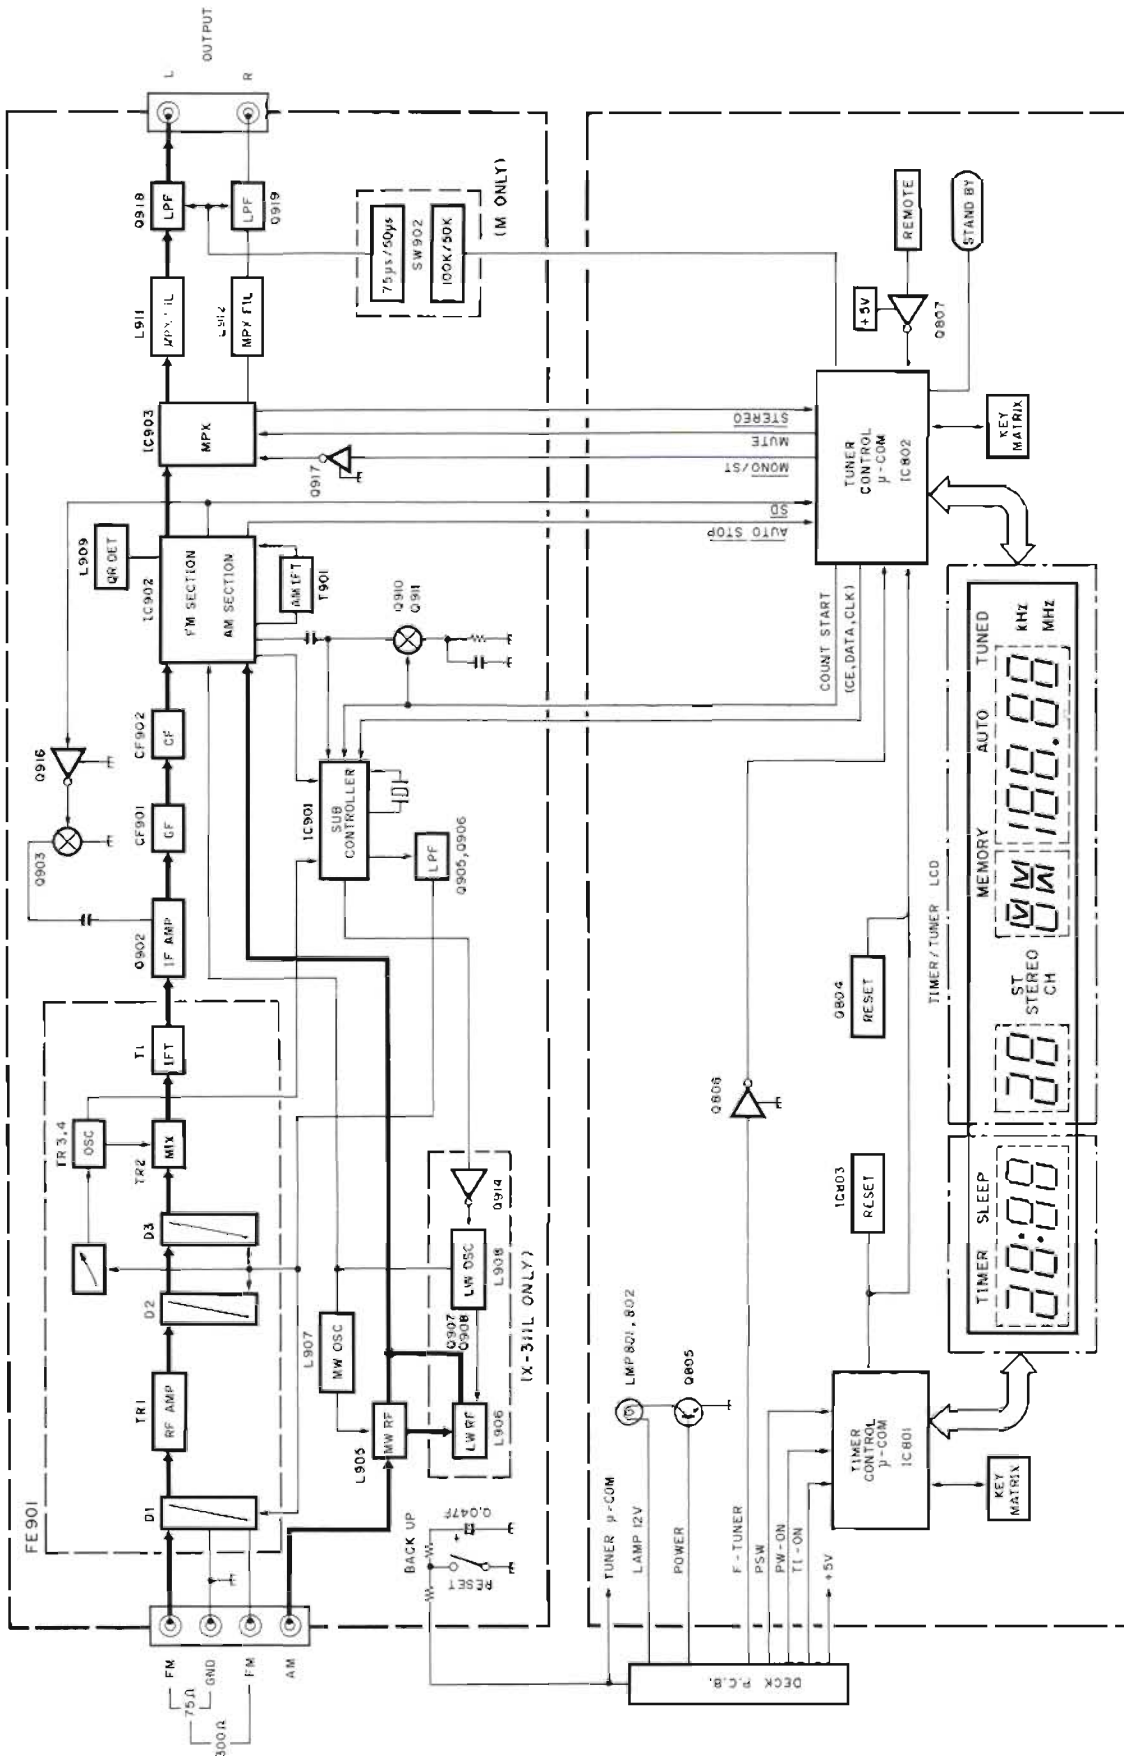 OUTPUT
L
R
Q918
LPF
LPF
Q919
L911
MPX FIL
L912
MPX FIL
75µs/50µs
SW902
100K/50K
(M ONLY)
IC903
MPX
Q917
L909
QR DET
IC902
FM SECTION
AM SECTION
AM IFT
T901
Q910
Q911
Q916
Q903
CF902
CF
CF901
CF
Q902
IF AMP
IC901
SUB
CONTROLLER
LPF
Q905,Q906
FE901
T1
IFT
TR3,4
OSC
TR2
MIX
D3
D2
TR1
RF AMP
D1
L907
MW OSC
L905
MW RF
LW RF
L906
Q907
Q908
LW OSC
L908
Q914
(X-311L ONLY)
FM
GND
FM
AM
75Ω
300Ω
BACK UP
RESET
0.047F
STEREO
MUTE
MONO/ST
SD
AUTO STOP
COUNT START
(CE,DATA,CLK)
REMOTE
STAND BY
+5V
Q807
TUNER
CONTROL
µ-COM
IC802
KEY
MATRIX
Q804
RESET
Q806
IC803
RESET
TIMER/TUNER LCD
TIMER
SLEEP
28:88
28
ST
STEREO
CH
MEMORY
AUTO
TUNED
188.88
kHz
MHz
TIMER
CONTROL
µ-COM
IC801
KEY
MATRIX
LMP801,802
Q805
TUNER µ-COM
LAMP 12V
POWER
F-TUNER
PSW
PW-ON
TI-ON
+5V
DECK P.C.B.